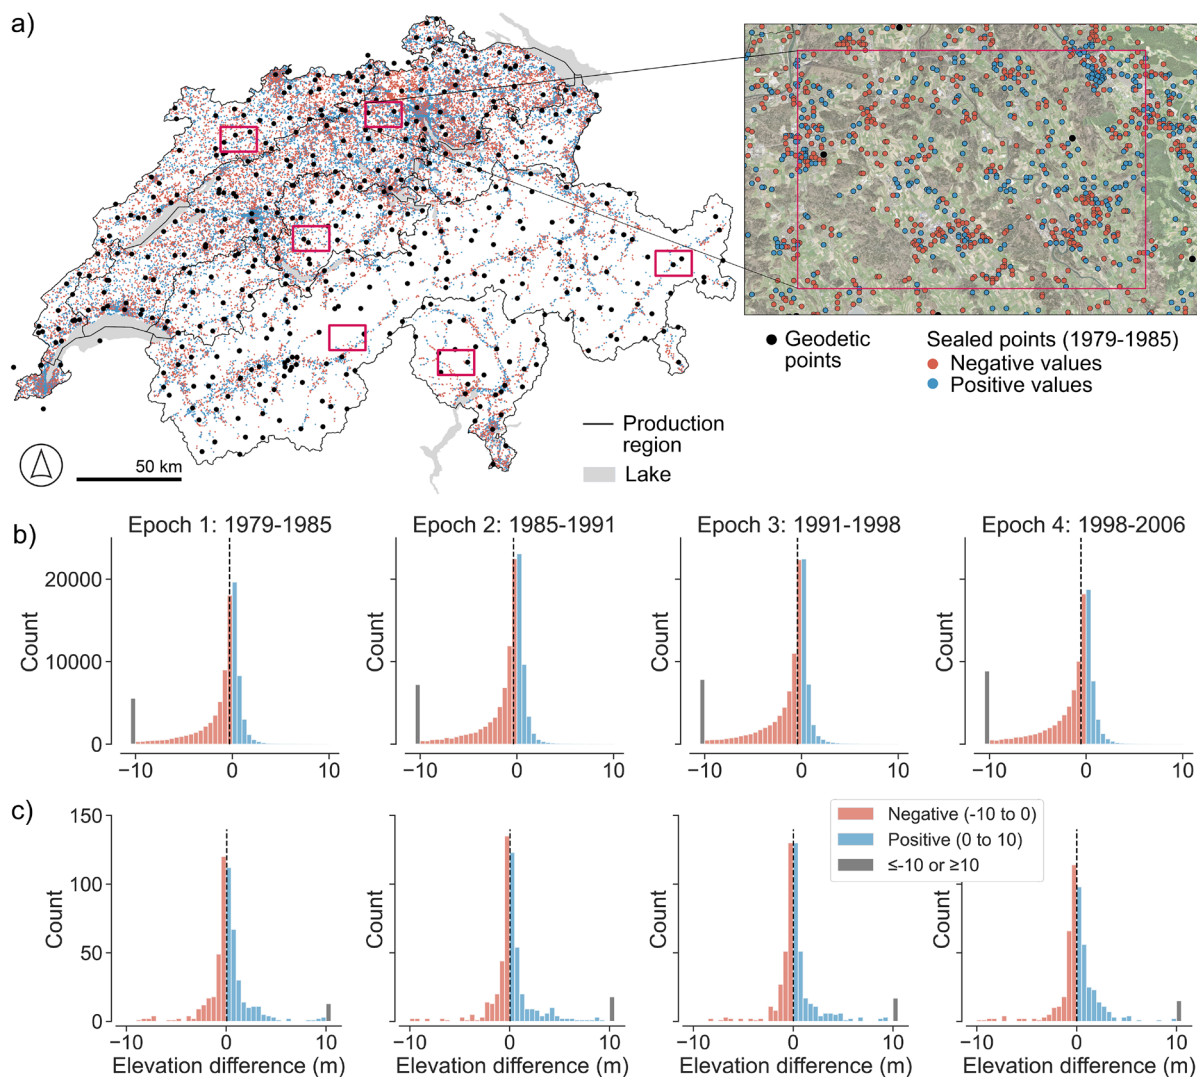 a)
Geodetic
points
Sealed points (1979-1985)
Negative values
Positive values
Production
region
Lake
50 km
b)
Epoch 1: 1979-1985
Epoch 2: 1985-1991
Epoch 3: 1991-1998
Epoch 4: 1998-2006
20000
10000
0
Count
Count
Count
Count
−10 0 10
−10 0 10
−10 0 10
−10 0 10
c)
150
100
50
0
Count
Count
Count
Count
Negative (-10 to 0)
Positive (0 to 10)
≤-10 or ≥10
−10 0 10
−10 0 10
−10 0 10
−10 0 10
Elevation difference (m)
Elevation difference (m)
Elevation difference (m)
Elevation difference (m)